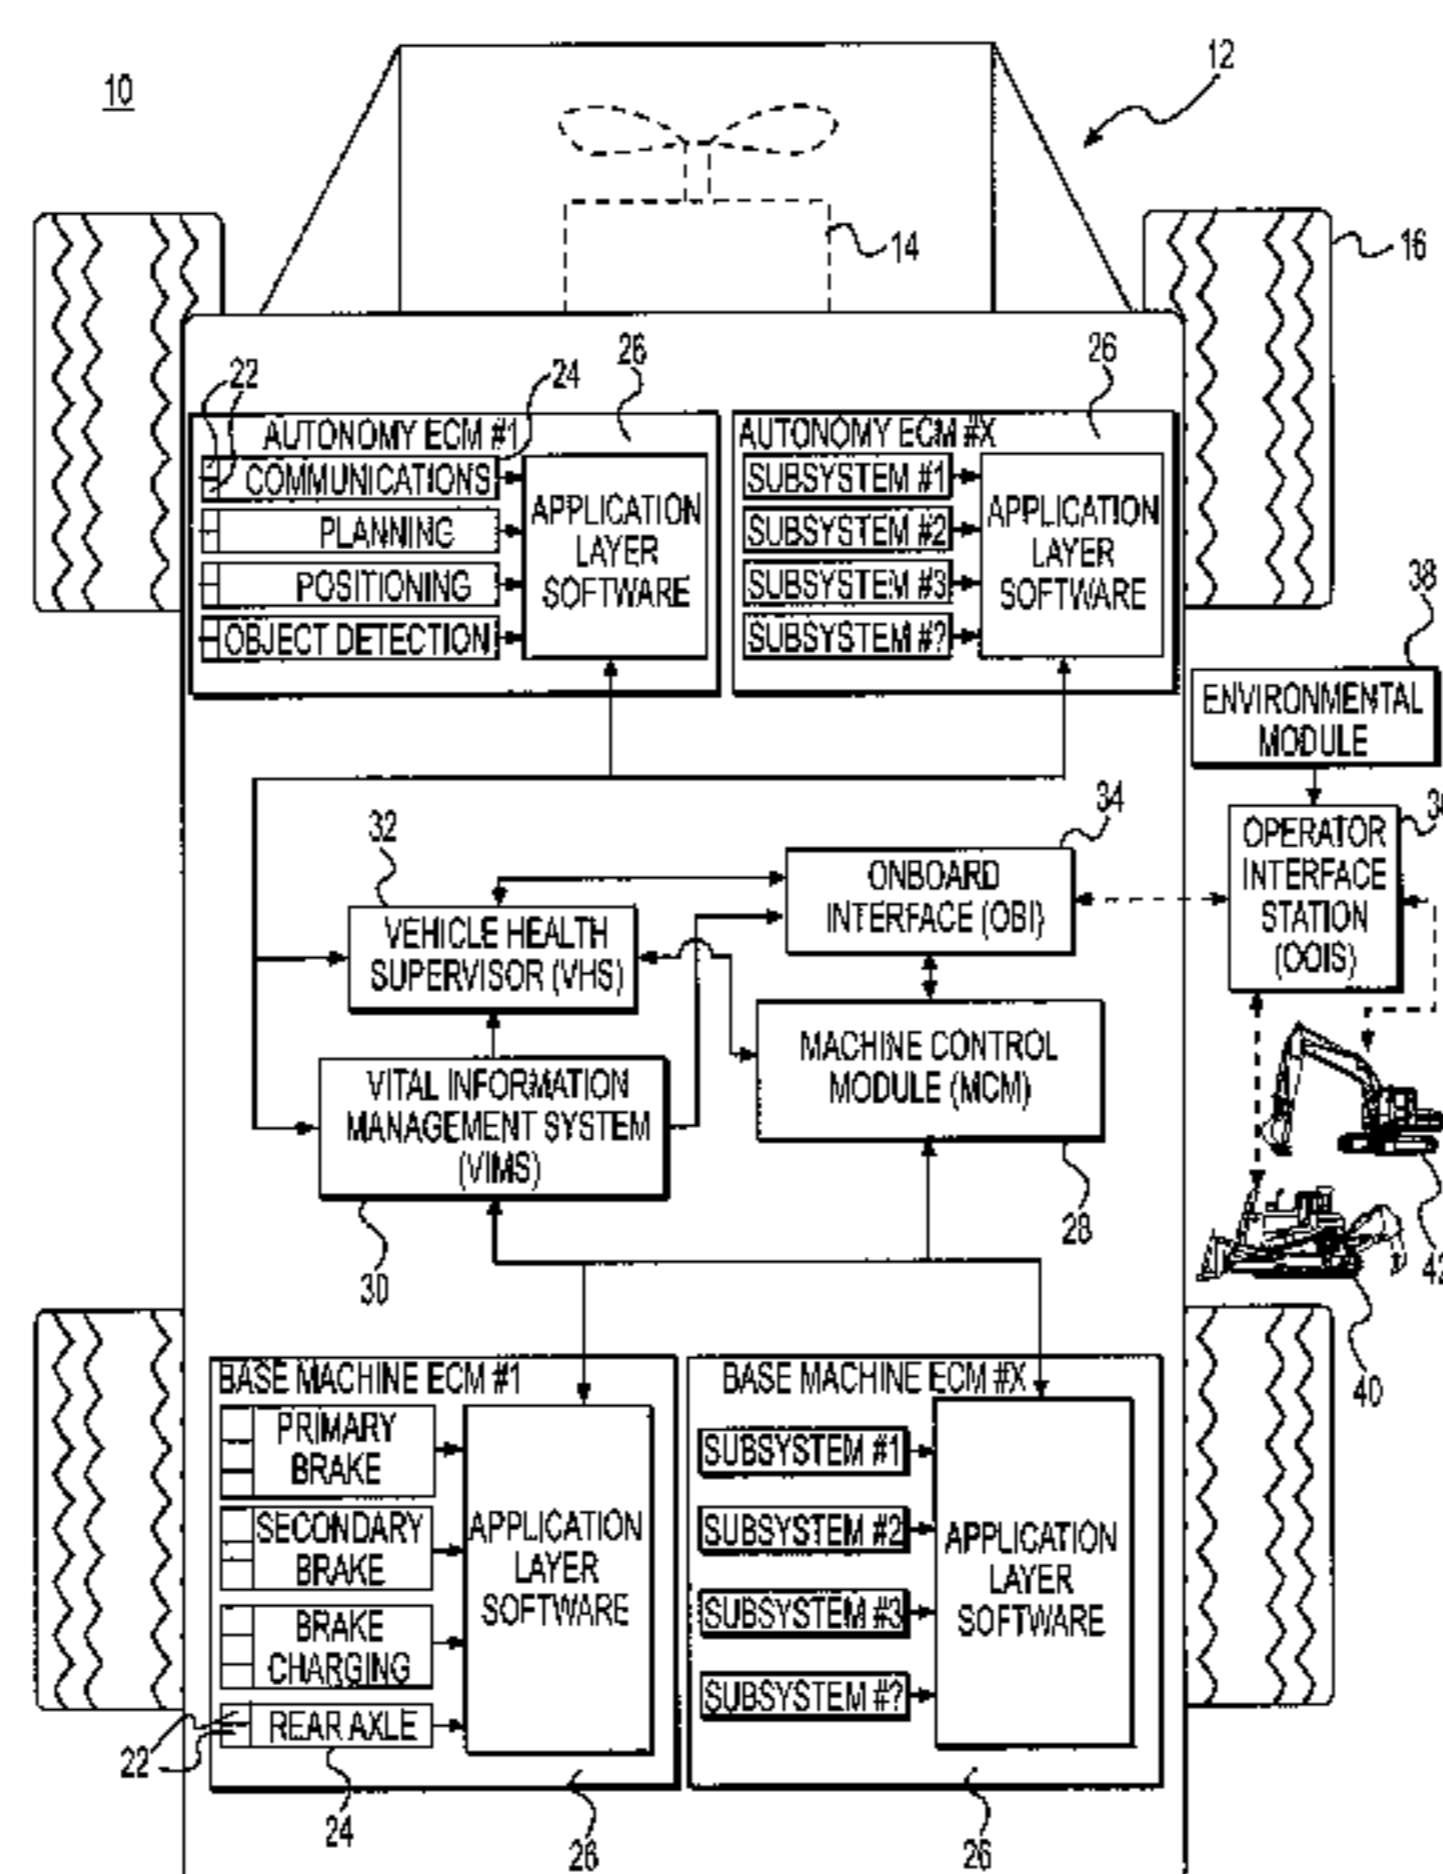 10
12
14
16
22
24
26
26
AUTONOMY ECM #1
COMMUNICATIONS
PLANNING
POSITIONING
OBJECT DETECTION
APPLICATION
LAYER
SOFTWARE
AUTONOMY ECM #X
SUBSYSTEM #1
SUBSYSTEM #2
SUBSYSTEM #3
SUBSYSTEM #?
APPLICATION
LAYER
SOFTWARE
38
ENVIRONMENTAL
MODULE
32
34
VEHICLE HEALTH
SUPERVISOR (VHS)
ONBOARD
INTERFACE (OBI)
OPERATOR
INTERFACE
STATION
(OOIS)
VITAL INFORMATION
MANAGEMENT SYSTEM
(VIMS)
MACHINE CONTROL
MODULE (MCM)
30
28
42
40
BASE MACHINE ECM #1
PRIMARY
BRAKE
SECONDARY
BRAKE
BRAKE
CHARGING
REAR AXLE
APPLICATION
LAYER
SOFTWARE
BASE MACHINE ECM #X
SUBSYSTEM #1
SUBSYSTEM #2
SUBSYSTEM #3
SUBSYSTEM #?
APPLICATION
LAYER
SOFTWARE
22
24
26
26